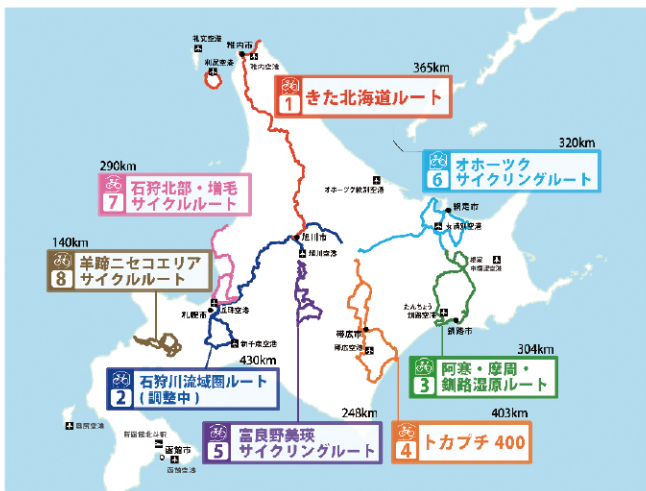 礼文空港
稚内市
利尻空港
稚内空港
365km
1 きた北海道ルート
320km
オホーツク
6 サイクリングルート
オホーツク紋別空港
290km
石狩北部・増毛
7 サイクルルート
網走市
女満別空港
旭川市
旭川空港
根室
中標津空港
140km
羊蹄ニセコエリア
8 サイクルルート
札幌市
丘珠空港
新千歳空港
たんちょう
釧路空港
釧路市
帯広市
帯広空港
430km
石狩川流域圏ルート
2 (調整中)
304km
阿寒・摩周・
3 釧路湿原ルート
248km
富良野美瑛
5 サイクリングルート
403km
4 トカプチ 400
奥尻空港
新函館北斗駅
函館市
函館空港